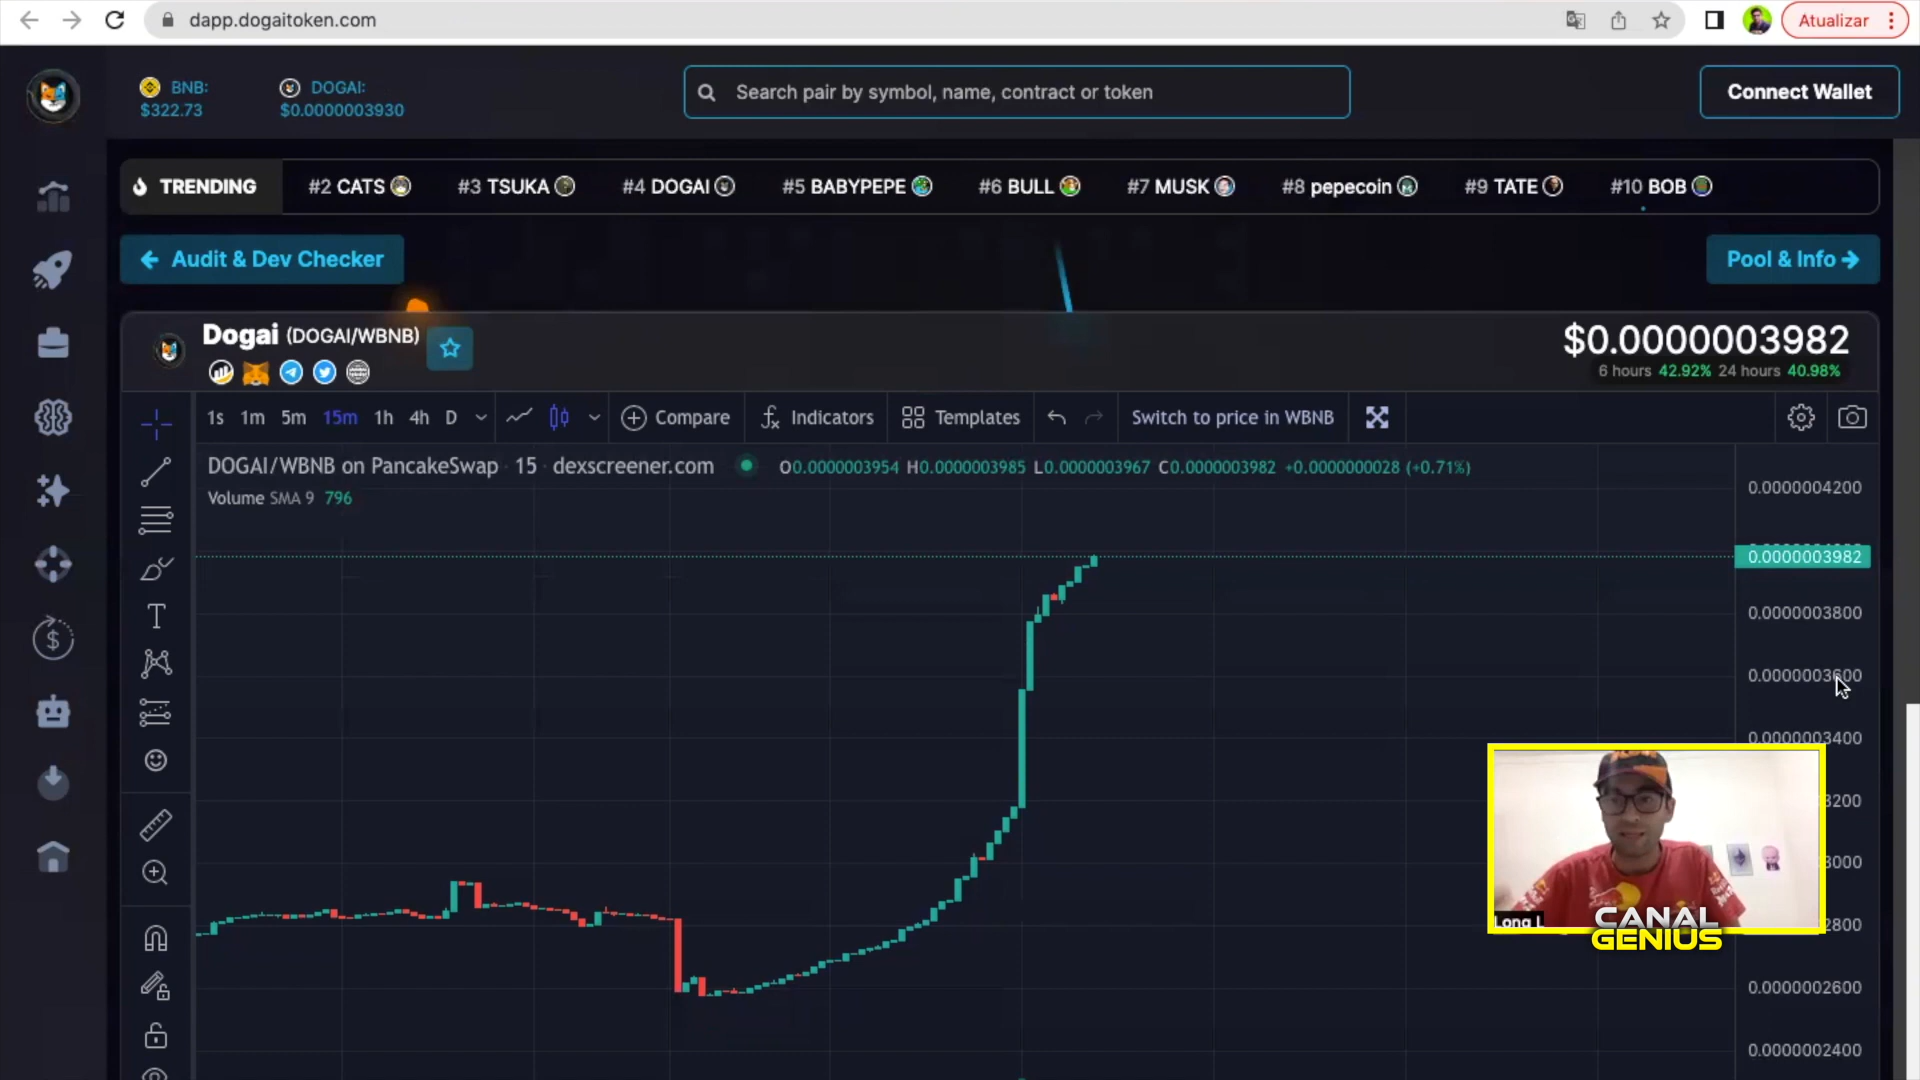 dapp.dogaitoken.com
Atualizar
BNB:
$322.73
DOGAI:
$0.0000003930
Search pair by symbol, name, contract or token
Connect Wallet
TRENDING
#2 CATS
#3 TSUKA
#4 DOGAI
#5 BABYPEPE
#6 BULL
#7 MUSK
#8 pepecoin
#9 TATE
#10 BOB
Audit & Dev Checker
Pool & Info
Dogai (DOGAI/WBNB)
$0.0000003982
6 hours 42.92% 24 hours 40.98%
1s 1m 5m 15m 1h 4h D
Compare
Indicators
Templates
Switch to price in WBNB
DOGAI/WBNB on PancakeSwap · 15 · dexscreener.com
O0.0000003954 H0.0000003985 L0.0000003967 C0.0000003982 +0.0000000028 (+0.71%)
Volume SMA 9 796
0.0000004200
0.0000003982
0.0000003800
0.0000003600
0.0000003400
3200
3000
2800
0.0000002600
0.0000002400
CANAL
GENIUS